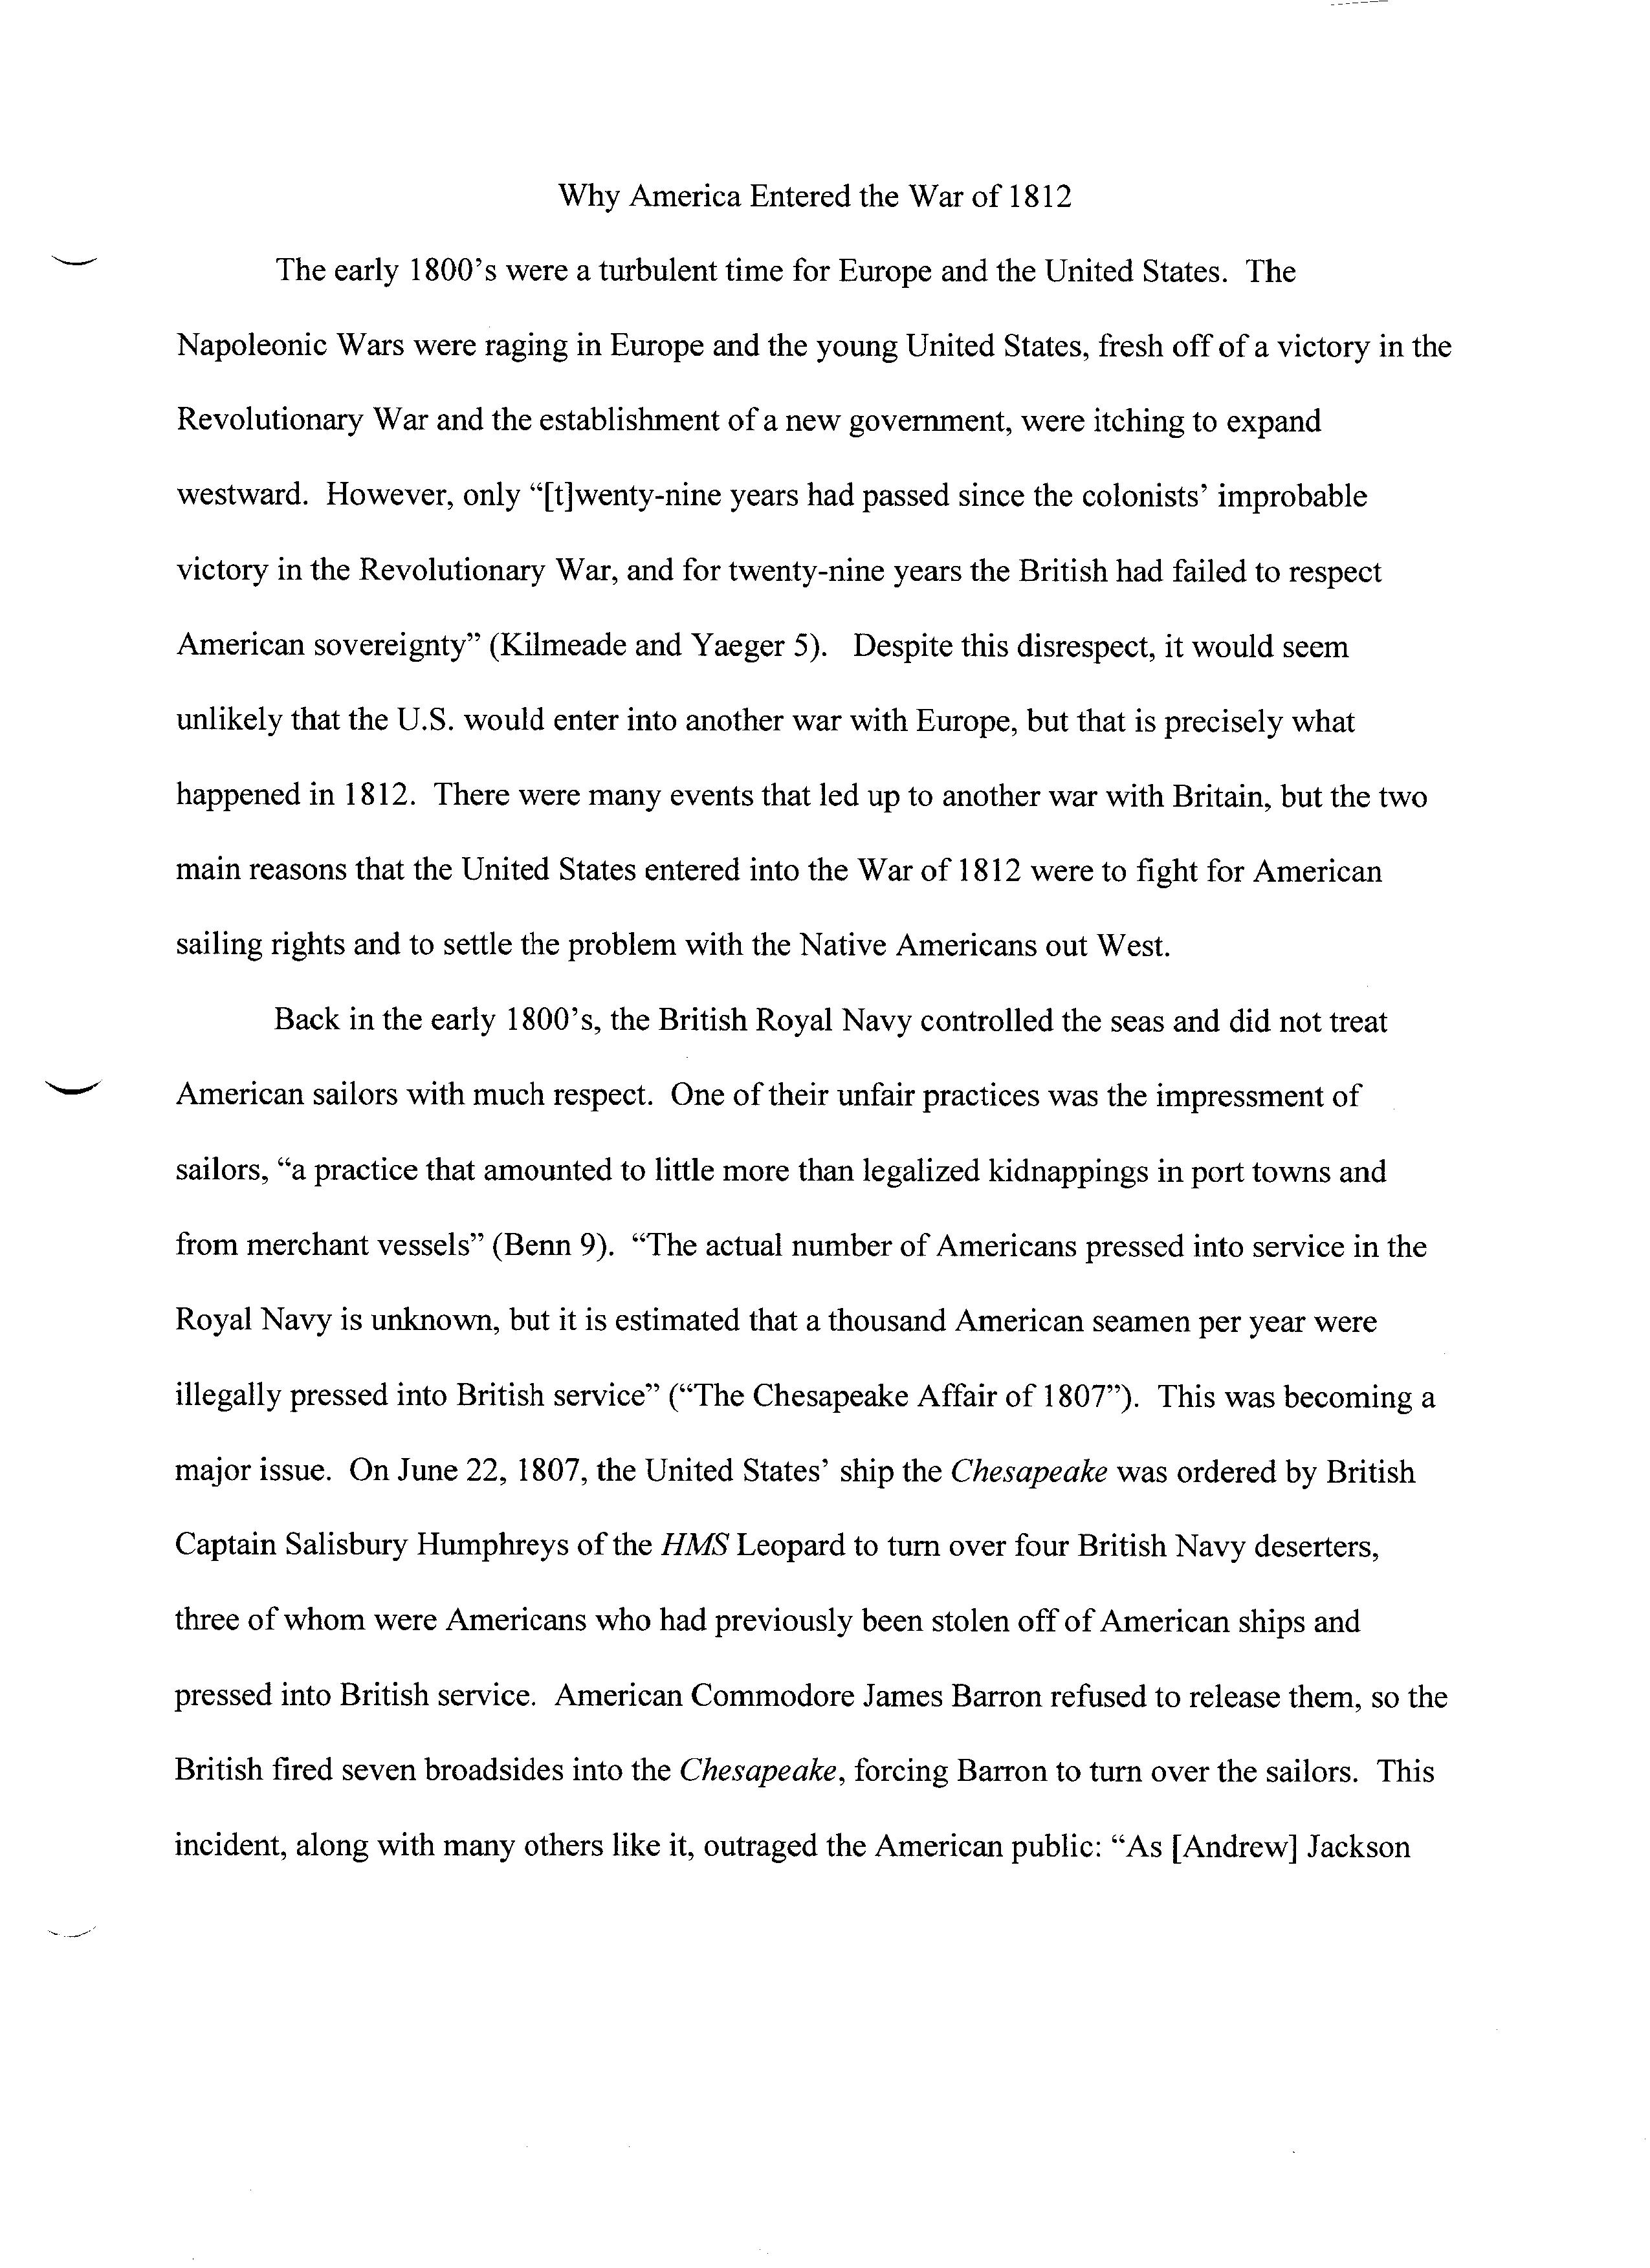 Why America Entered the War of 1812
The early 1800’s were a turbulent time for Europe and the United States.  The
Napoleonic Wars were raging in Europe and the young United States, fresh off of a victory in the
Revolutionary War and the establishment of a new government, were itching to expand
westward.  However, only “[t]wenty-nine years had passed since the colonists’ improbable
victory in the Revolutionary War, and for twenty-nine years the British had failed to respect
American sovereignty” (Kilmeade and Yaeger 5).   Despite this disrespect, it would seem
unlikely that the U.S. would enter into another war with Europe, but that is precisely what
happened in 1812.  There were many events that led up to another war with Britain, but the two
main reasons that the United States entered into the War of 1812 were to fight for American
sailing rights and to settle the problem with the Native Americans out West.
Back in the early 1800’s, the British Royal Navy controlled the seas and did not treat
American sailors with much respect.  One of their unfair practices was the impressment of
sailors, “a practice that amounted to little more than legalized kidnappings in port towns and
from merchant vessels” (Benn 9).  “The actual number of Americans pressed into service in the
Royal Navy is unknown, but it is estimated that a thousand American seamen per year were
illegally pressed into British service” (“The Chesapeake Affair of 1807”).  This was becoming a
major issue.  On June 22, 1807, the United States’ ship the Chesapeake was ordered by British
Captain Salisbury Humphreys of the HMS Leopard to turn over four British Navy deserters,
three of whom were Americans who had previously been stolen off of American ships and
pressed into British service.  American Commodore James Barron refused to release them, so the
British fired seven broadsides into the Chesapeake, forcing Barron to turn over the sailors.  This
incident, along with many others like it, outraged the American public: “As [Andrew] Jackson